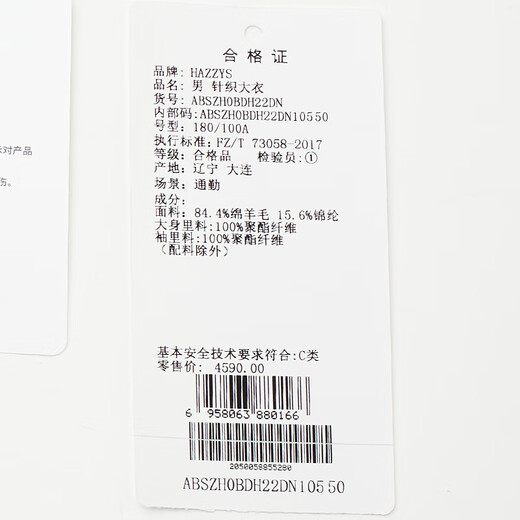 示对产品
伤。
合格证
品牌: HAZZYS
品名: 男 针织大衣
货号: ABSZH0BDH22DN
内部码:ABSZH0BDH22DN10550
号型:180/100A
执行标准:FZ/T 73058-2017
等级:合格品 检验员:①
产地:辽宁 大连
场景:通勤
成分:
面料:84.4%绵羊毛 15.6%锦纶
大身里料:100%聚酯纤维
袖里料:100%聚酯纤维
(配料除外)
基本安全技术要求符合:C类
零售价: 4590.00
6 958063 880166
2050058855280
ABSZH0BDH22DN10550